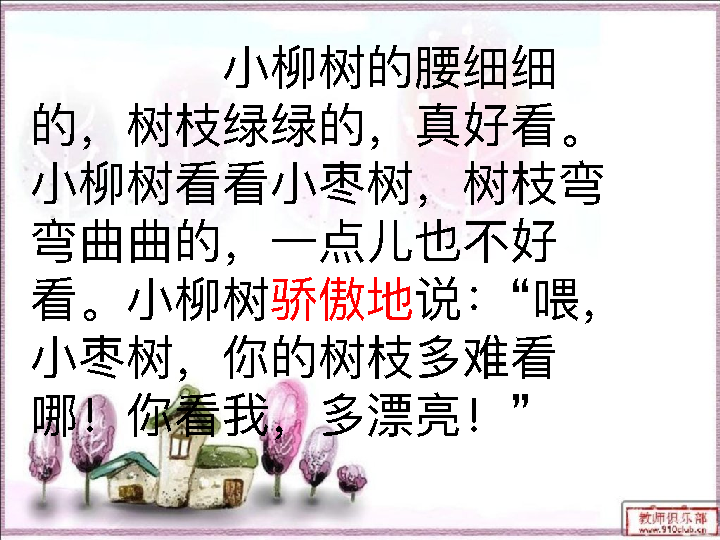 小柳树的腰细细
的，树枝绿绿的，真好看。
小柳树看看小枣树，树枝弯
弯曲曲的，一点儿也不好
看。小柳树骄傲地说：“喂，
小枣树，你的树枝多难看
哪！你看我，多漂亮！”
教师俱乐部
www.910club.cn